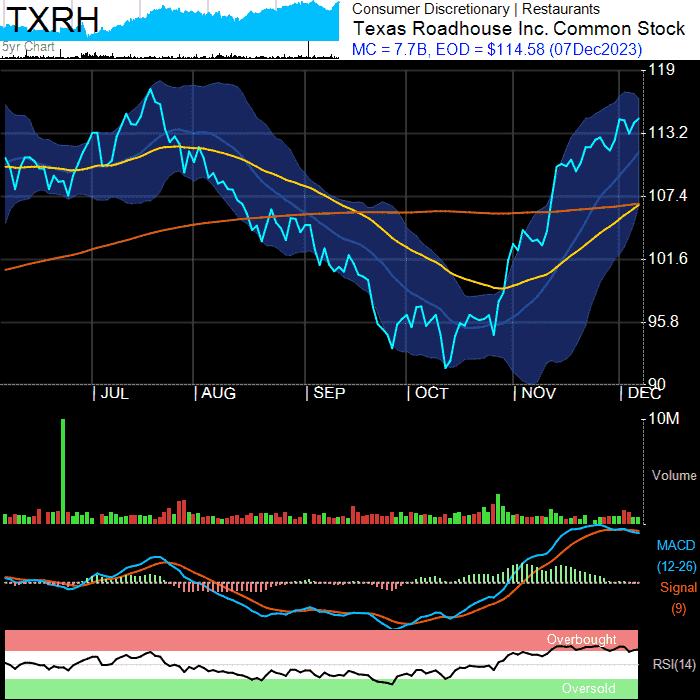 TXRH
5yr Chart
Consumer Discretionary | Restaurants
Texas Roadhouse Inc. Common Stock
MC = 7.7B, EOD = $114.58 (07Dec2023)
119
113.2
107.4
101.6
95.8
90
| JUL | AUG | SEP | OCT | NOV | DEC
10M
Volume
MACD
(12-26)
Signal
(9)
Overbought
RSI(14)
Oversold